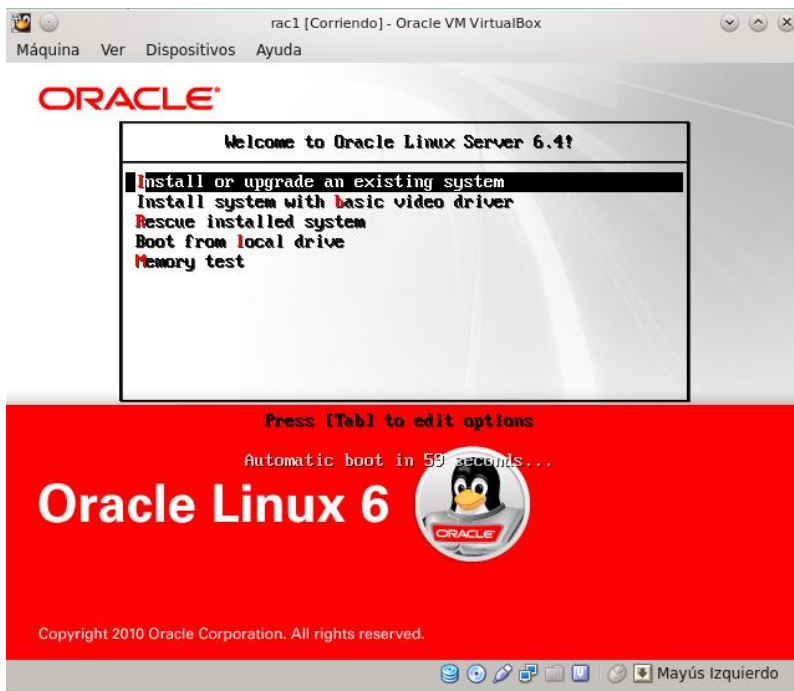 rac1 [Corriendo] - Oracle VM VirtualBox
Máquina Ver Dispositivos Ayuda
ORACLE®
Welcome to Oracle Linux Server 6.4!
Install or upgrade an existing system
Install system with basic video driver
Rescue installed system
Boot from local drive
Memory test
Press [Tab] to edit options
Automatic boot in 59 seconds...
Oracle Linux 6
ORACLE
Copyright 2010 Oracle Corporation. All rights reserved.
Mayús Izquierdo